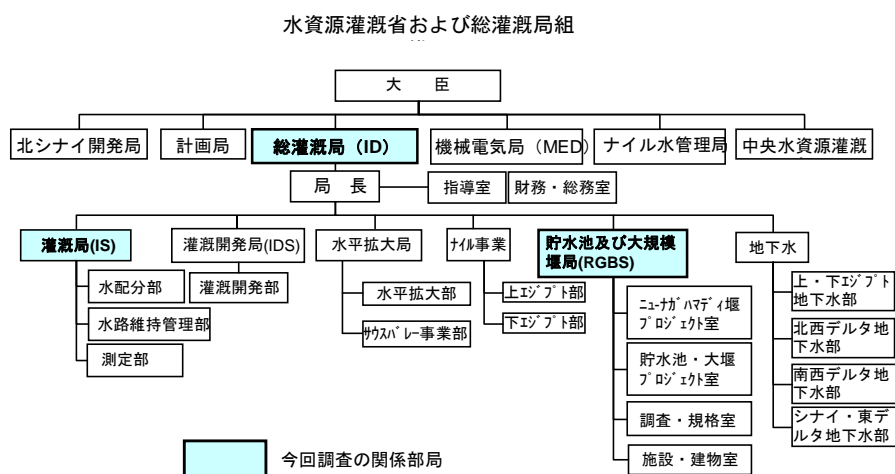 水資源灌漑省および総灌漑局組
大　臣
北シナイ開発局
計画局
総灌漑局（ID）
機械電気局（MED）
ナイル水管理局
中央水資源灌漑
局　長
指導室
財務・総務室
灌漑局(IS)
灌漑開発局(IDS)
水平拡大局
ﾅｲﾙ事業
貯水池及び大規模
堰局(RGBS)
地下水
水配分部
水路維持管理部
測定部
灌漑開発部
水平拡大部
ｻｳｽﾊﾞﾚｰ事業部
上ｴｼﾞﾌﾟﾄ部
下ｴｼﾞﾌﾟﾄ部
ﾆｭｰﾅｶﾞﾊﾏﾃﾞｨ堰
ﾌﾟﾛｼﾞｪｸﾄ室
貯水池・大堰
ﾌﾟﾛｼﾞｪｸﾄ室
調査・規格室
施設・建物室
上・下ｴｼﾞﾌﾟﾄ
地下水部
北西デルタ地
下水部
南西デルタ地
下水部
シナイ・東デ
ルタ地下水部
今回調査の関係部局